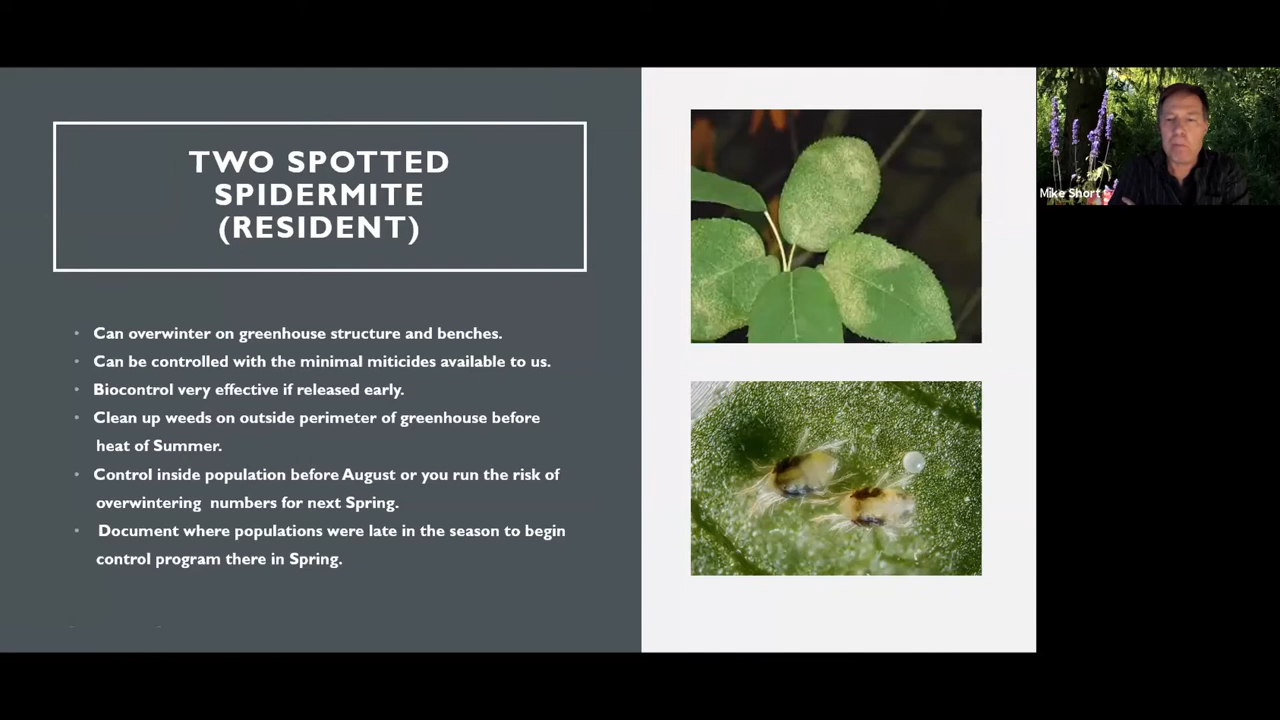 TWO SPOTTED
SPIDERMITE
(RESIDENT)
• Can overwinter on greenhouse structure and benches.
• Can be controlled with the minimal miticides available to us.
• Biocontrol very effective if released early.
• Clean up weeds on outside perimeter of greenhouse before
heat of Summer.
• Control inside population before August or you run the risk of
overwintering numbers for next Spring.
• Document where populations were late in the season to begin
control program there in Spring.
Mike Short